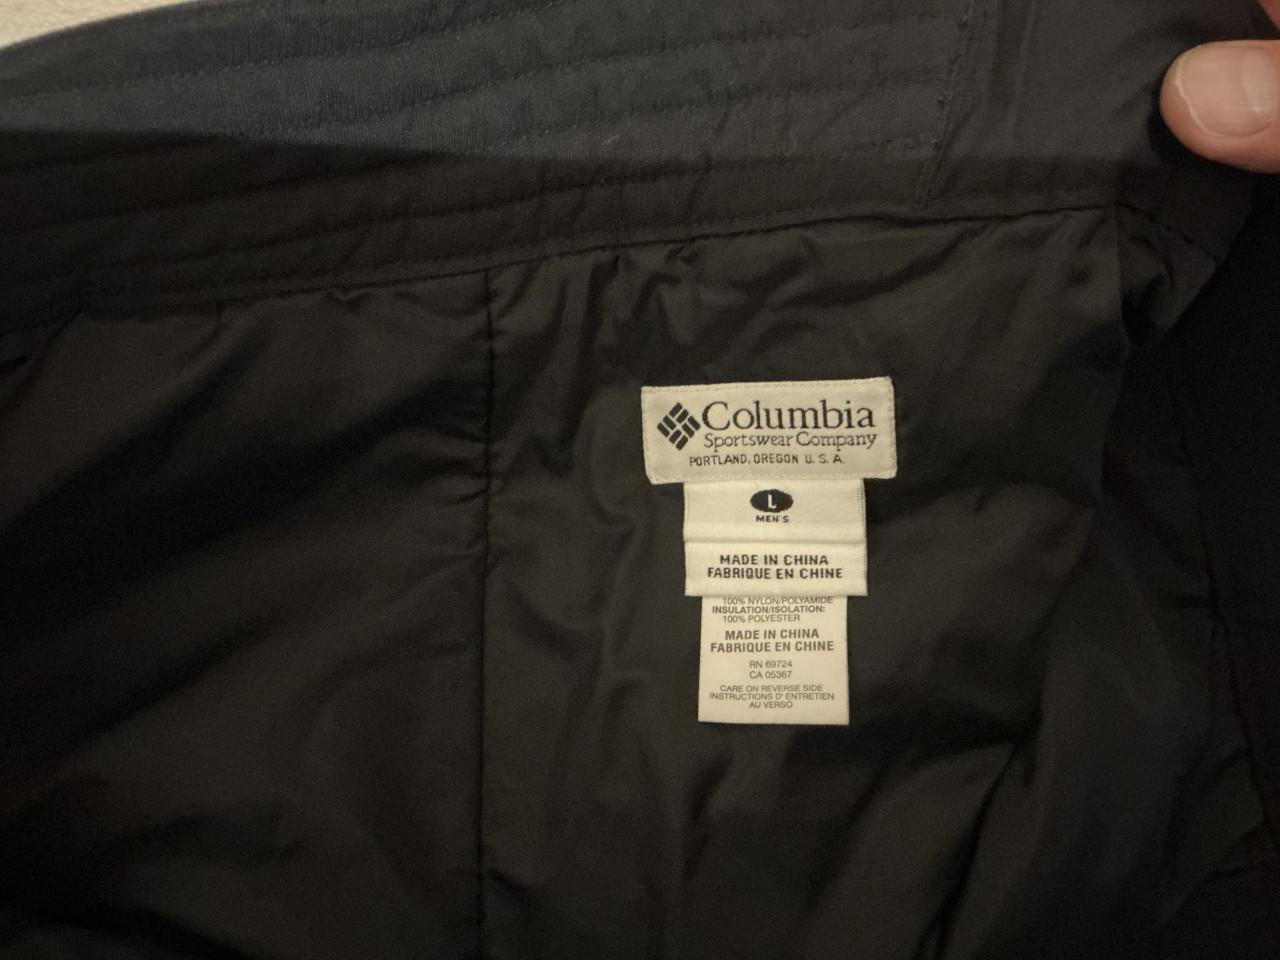 Columbia
Sportswear Company
PORTLAND, OREGON U. S. A.
L
MEN'S
MADE IN CHINA
FABRIQUE EN CHINE
100% NYLON/POLYAMIDE
INSULATION/ISOLATION:
100% POLYESTER
MADE IN CHINA
FABRIQUE EN CHINE
RN 69724
CA 05367
CARE ON REVERSE SIDE
INSTRUCTIONS D' ENTRETIEN
AU VERSO